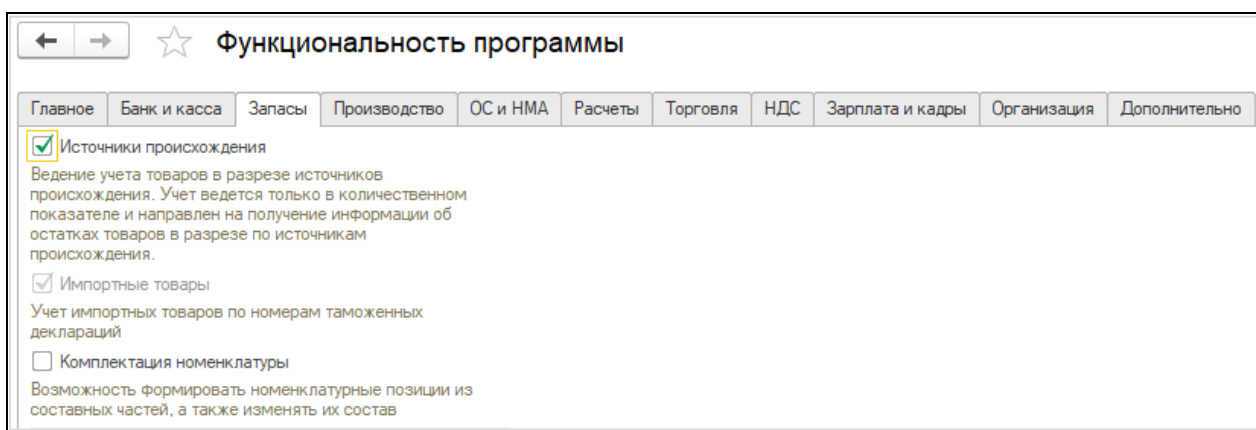 Функциональность программы
Главное Банк и касса Запасы Производство ОС и НМА Расчеты Торговля НДС Зарплата и кадры Организация Дополнительно
Источники происхождения
Ведение учета товаров в разрезе источников
происхождения. Учет ведется только в количественном
показателе и направлен на получение информации об
остатках товаров в разрезе по источникам
происхождения.
Импортные товары
Учет импортных товаров по номерам таможенных
деклараций
Комплектация номенклатуры
Возможность формировать номенклатурные позиции из
составных частей, а также изменять их состав